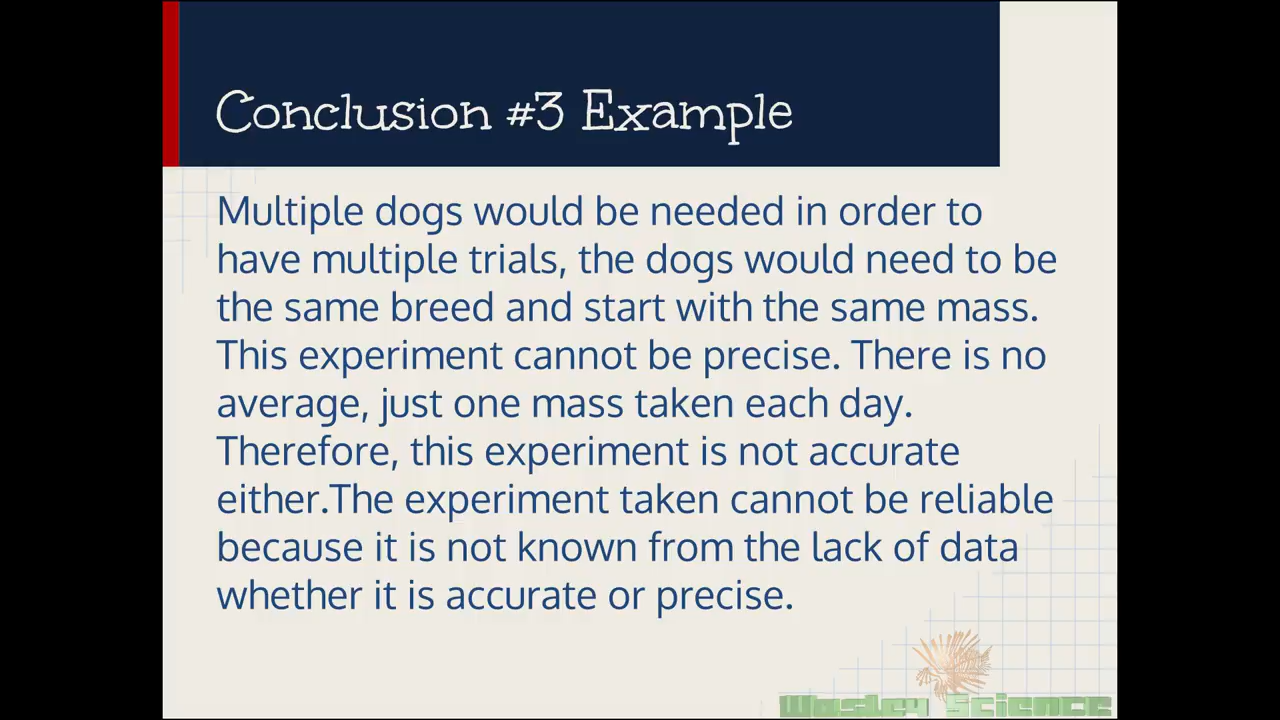 Conclusion #3 Example
Multiple dogs would be needed in order to
have multiple trials, the dogs would need to be
the same breed and start with the same mass.
This experiment cannot be precise. There is no
average, just one mass taken each day.
Therefore, this experiment is not accurate
either.The experiment taken cannot be reliable
because it is not known from the lack of data
whether it is accurate or precise.
Wasley Science